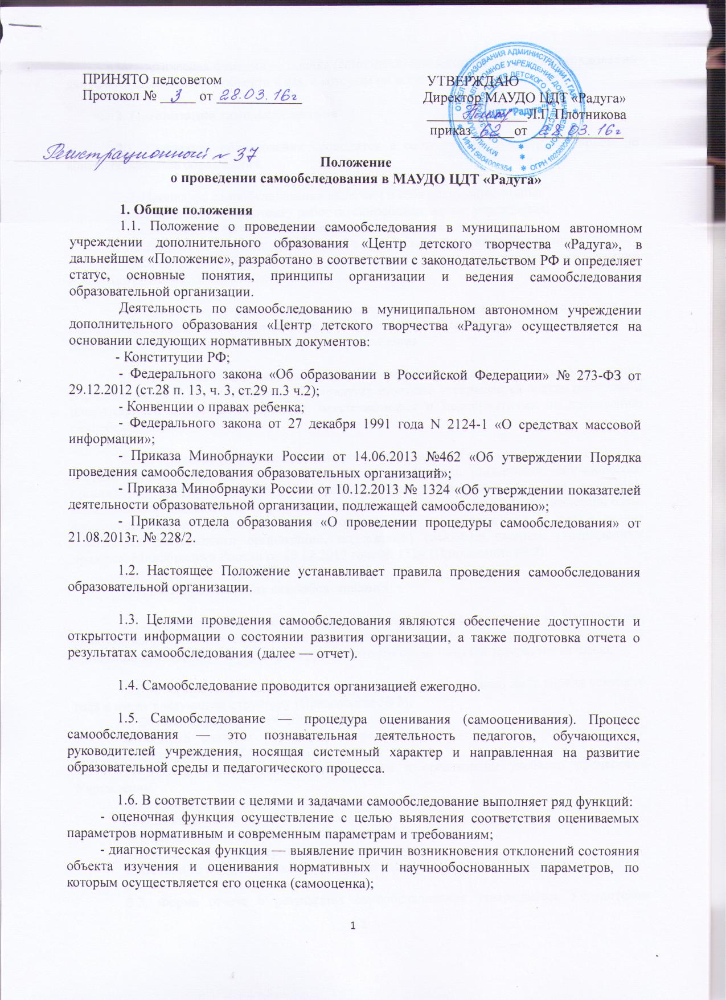 ПРИНЯТО педсоветом
Протокол № 3 от 28.03.16г
УТВЕРЖДАЮ
Директор МАУДО ЦДТ «Радуга»
Л.Г. Плотникова
приказ 62 от 28.03.16г
Регистрационный № 37
ОТДЕЛ ОБРАЗОВАНИЯ АДМИНИСТРАЦИИ Г. ГАЯ
ИНН 5604008354
ЦДТ "Радуга"
Положение
о проведении самообследования в МАУДО ЦДТ «Радуга»
1. Общие положения
1.1. Положение о проведении самообследования в муниципальном автономном
учреждении дополнительного образования «Центр детского творчества «Радуга», в
дальнейшем «Положение», разработано в соответствии с законодательством РФ и определяет
статус, основные понятия, принципы организации и ведения самообследования
образовательной организации.
Деятельность по самообследованию в муниципальном автономном учреждении
дополнительного образования «Центр детского творчества «Радуга» осуществляется на
основании следующих нормативных документов:
- Конституции РФ;
- Федерального закона «Об образовании в Российской Федерации» № 273-ФЗ от
29.12.2012 (ст.28 п. 13, ч. 3, ст.29 п.3 ч.2);
- Конвенции о правах ребенка;
- Федерального закона от 27 декабря 1991 года N 2124-1 «О средствах массовой
информации»;
- Приказа Минобрнауки России от 14.06.2013 №462 «Об утверждении Порядка
проведения самообследования образовательных организаций»;
- Приказа Минобрнауки России от 10.12.2013 № 1324 «Об утверждении показателей
деятельности образовательной организации, подлежащей самообследованию»;
- Приказа отдела образования «О проведении процедуры самообследования» от
21.08.2013г. № 228/2.
1.2. Настоящее Положение устанавливает правила проведения самообследования
образовательной организации.
1.3. Целями проведения самообследования являются обеспечение доступности и
открытости информации о состоянии развития организации, а также подготовка отчета о
результатах самообследования (далее — отчет).
1.4. Самообследование проводится организацией ежегодно.
1.5. Самообследование — процедура оценивания (самооценивания). Процесс
самообследования — это познавательная деятельность педагогов, обучающихся,
руководителей учреждения, носящая системный характер и направленная на развитие
образовательной среды и педагогического процесса.
1.6. В соответствии с целями и задачами самообследование выполняет ряд функций:
- оценочная функция осуществление с целью выявления соответствия оцениваемых
параметров нормативным и современным параметрам и требованиям;
- диагностическая функция — выявление причин возникновения отклонений состояния
объекта изучения и оценивания нормативных и научнообоснованных параметров, по
которым осуществляется его оценка (самооценка);
1